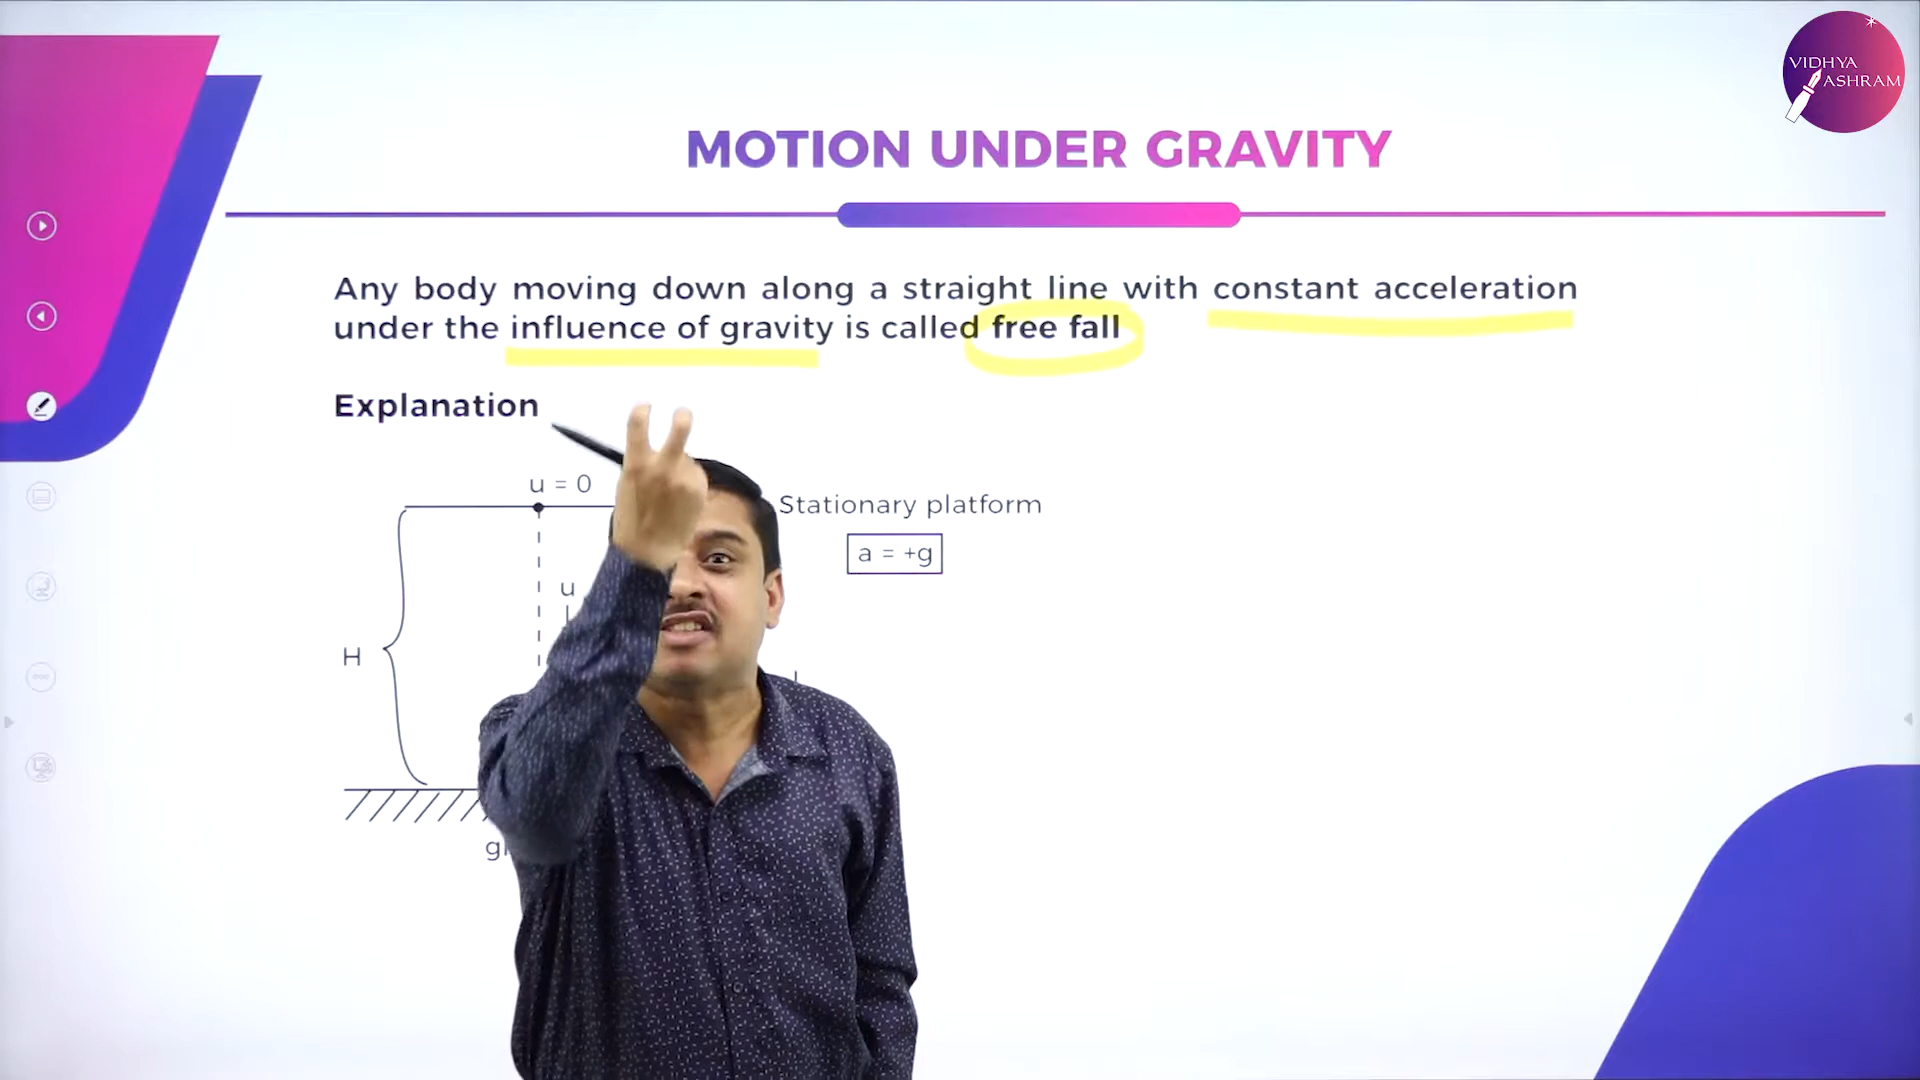 VIDHYA
ASHRAM
MOTION UNDER GRAVITY
Any body moving down along a straight line with constant acceleration
under the influence of gravity is called free fall
Explanation
u = 0
Stationary platform
a = +g
u
H